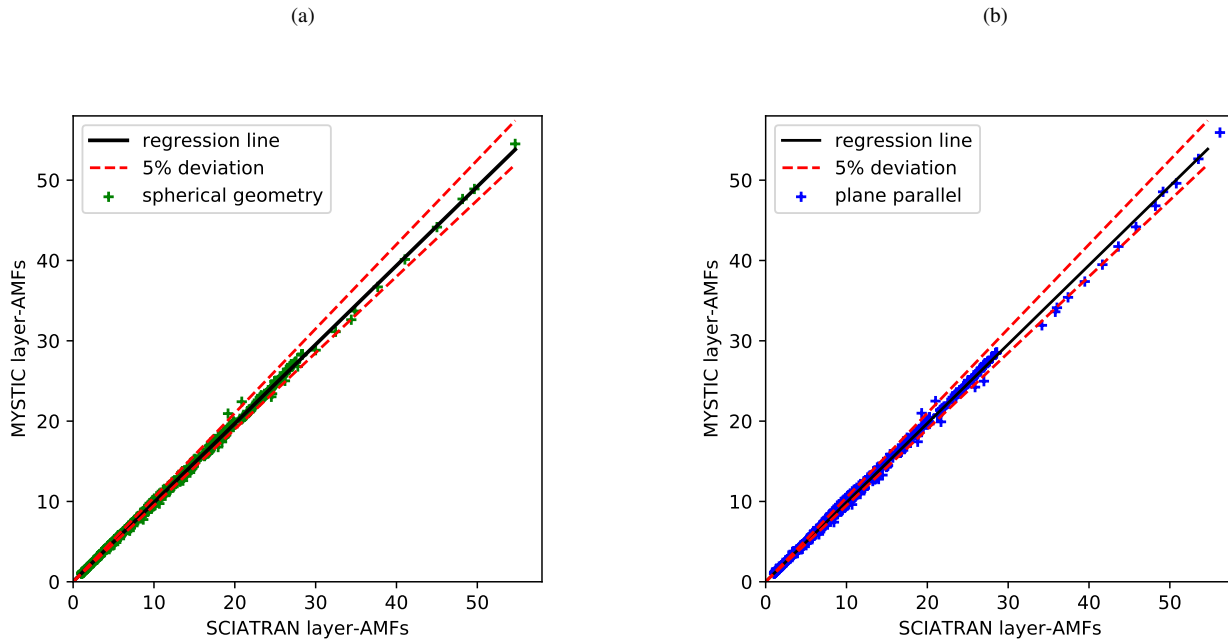 (a)
regression line
5% deviation
spherical geometry
50
40
30
20
10
0
MYSTIC layer-AMFs
0 10 20 30 40 50
SCIATRAN layer-AMFs
(b)
regression line
5% deviation
plane parallel
50
40
30
20
10
0
MYSTIC layer-AMFs
0 10 20 30 40 50
SCIATRAN layer-AMFs